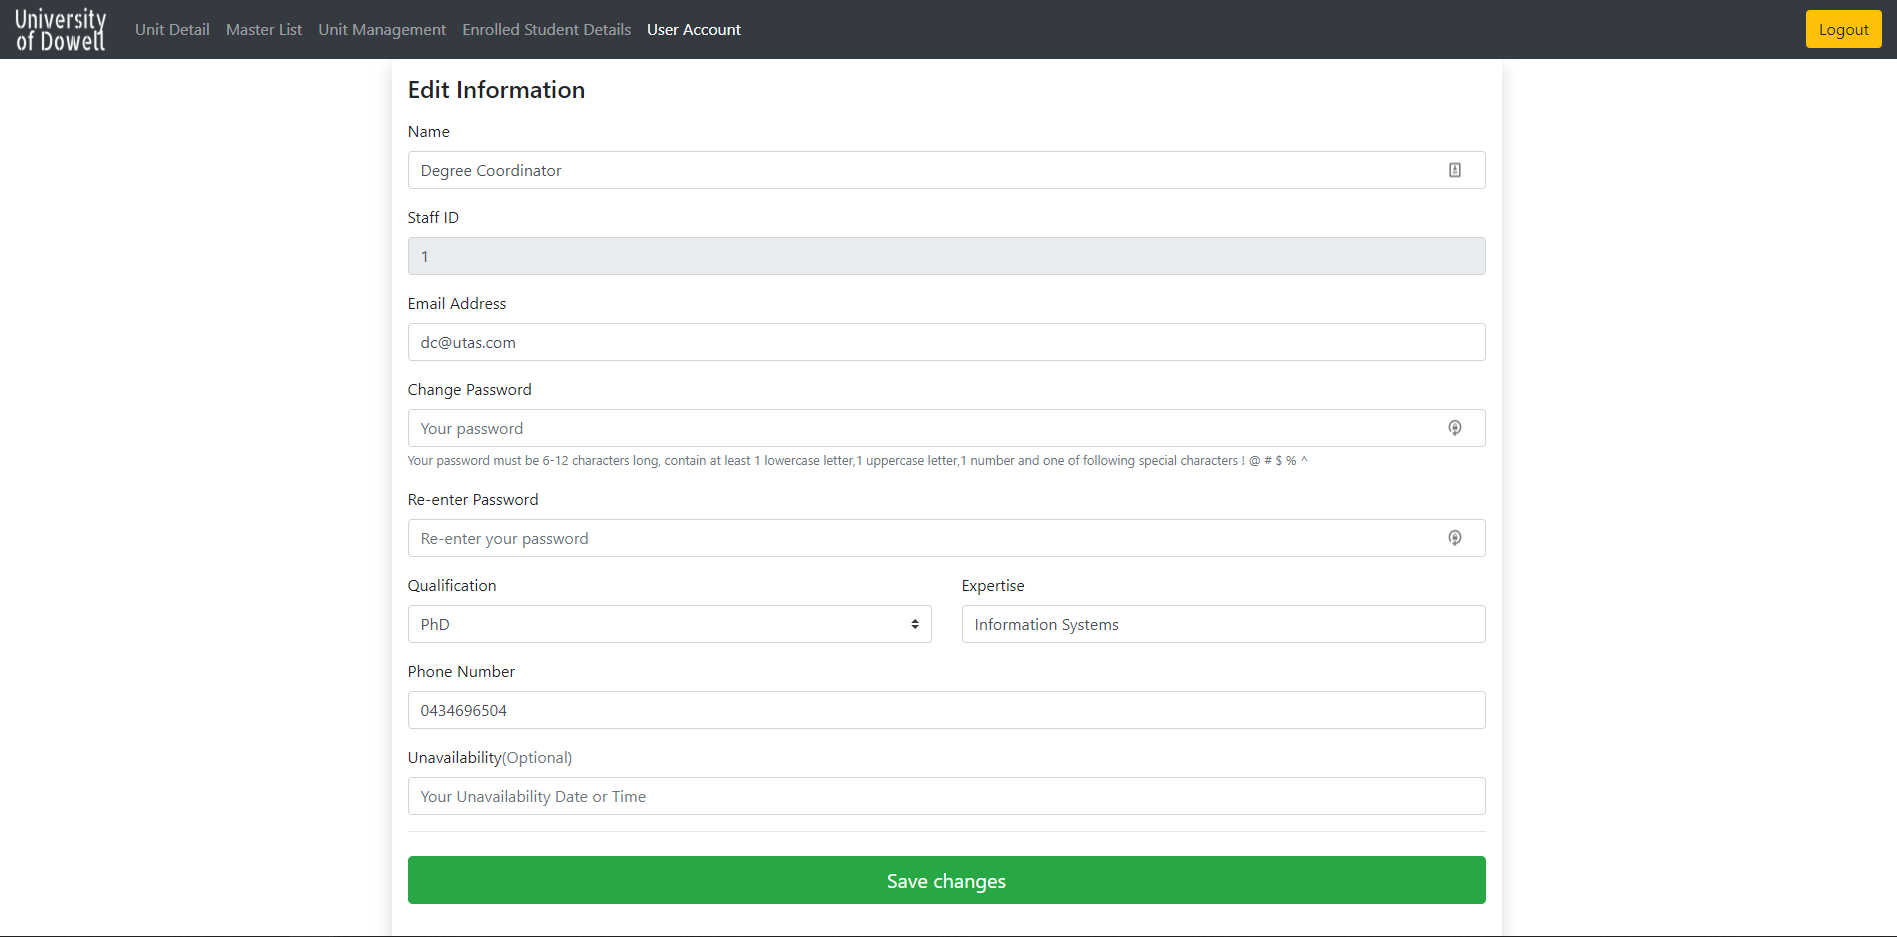 University
of Dowell
Unit Detail Master List Unit Management Enrolled Student Details User Account
Logout
Edit Information
Name
Degree Coordinator
Staff ID
1
Email Address
dc@utas.com
Change Password
Your password
Your password must be 6-12 characters long, contain at least 1 lowercase letter,1 uppercase letter,1 number and one of following special characters ! @ # $ % ^
Re-enter Password
Re-enter your password
Qualification Expertise
PhD Information Systems
Phone Number
0434696504
Unavailability(Optional)
Your Unavailability Date or Time
Save changes